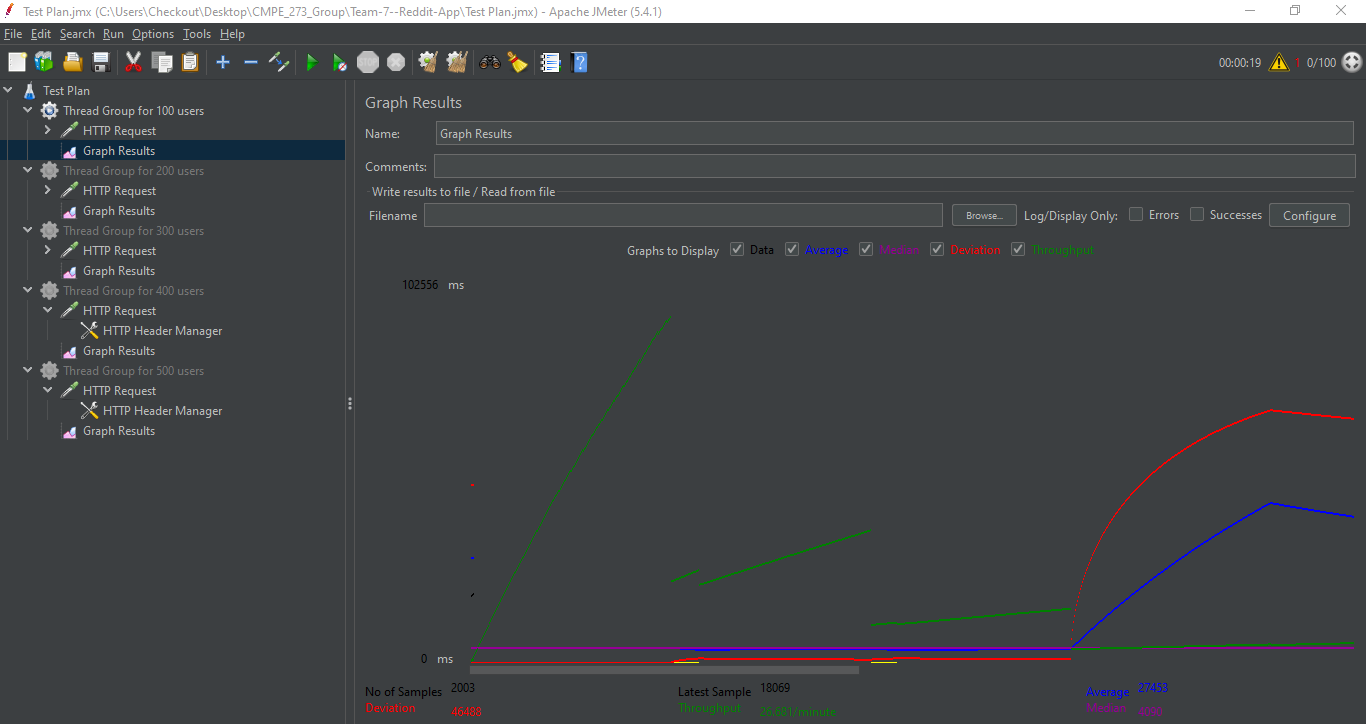 Test Plan.jmx (C:\Users\Checkout\Desktop\CMPE_273_Group\Team-7--Reddit-App\Test Plan.jmx) - Apache JMeter (5.4.1)
File Edit Search Run Options Tools Help
STOP 00:00:19 1 0/100
Test Plan
Thread Group for 100 users
HTTP Request
Graph Results
Thread Group for 200 users
HTTP Request
Graph Results
Thread Group for 300 users
HTTP Request
Graph Results
Thread Group for 400 users
HTTP Request
HTTP Header Manager
Graph Results
Thread Group for 500 users
HTTP Request
HTTP Header Manager
Graph Results
Graph Results
Name: Graph Results
Comments:
Write results to file / Read from file
Filename Browse... Log/Display Only: Errors Successes Configure
Graphs to Display Data Average Median Deviation Throughput
102556 ms
0 ms
No of Samples 2003 Latest Sample 18069 Average 27453
Deviation 46488 Throughput 26,681/minute Median